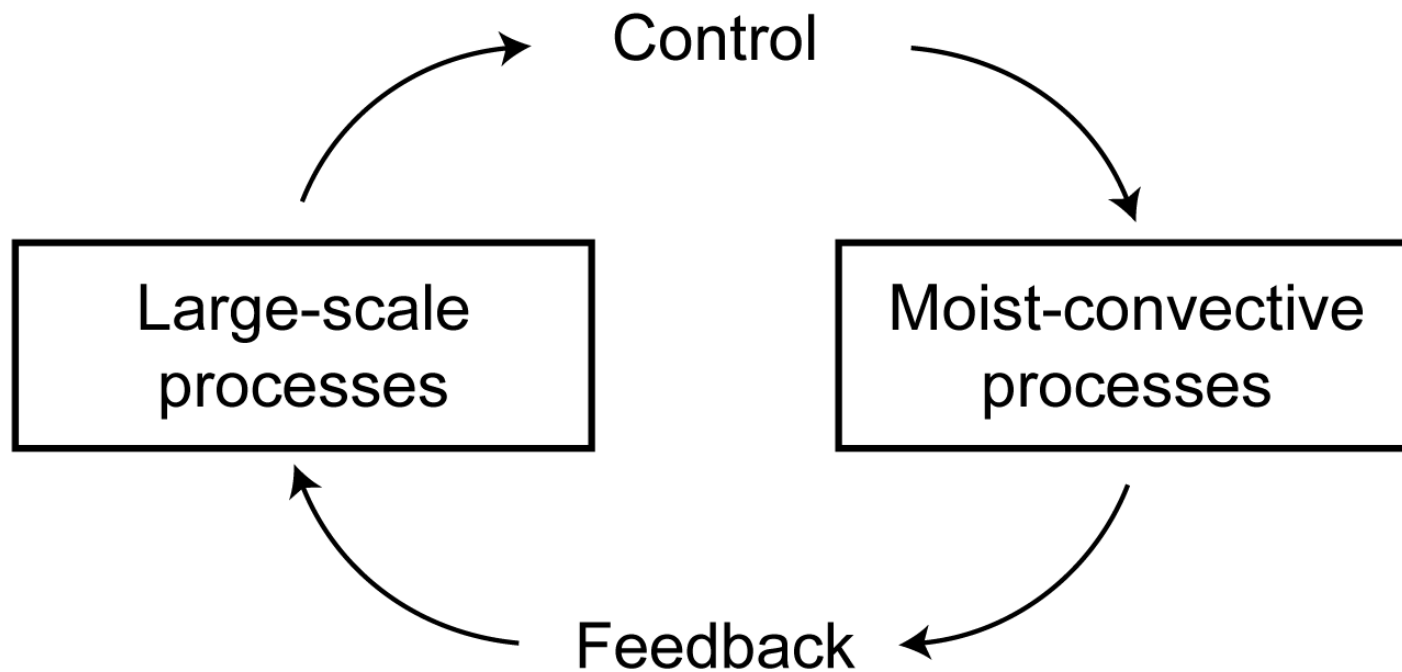 Control
Large-scale
processes
Moist-convective
processes
Feedback